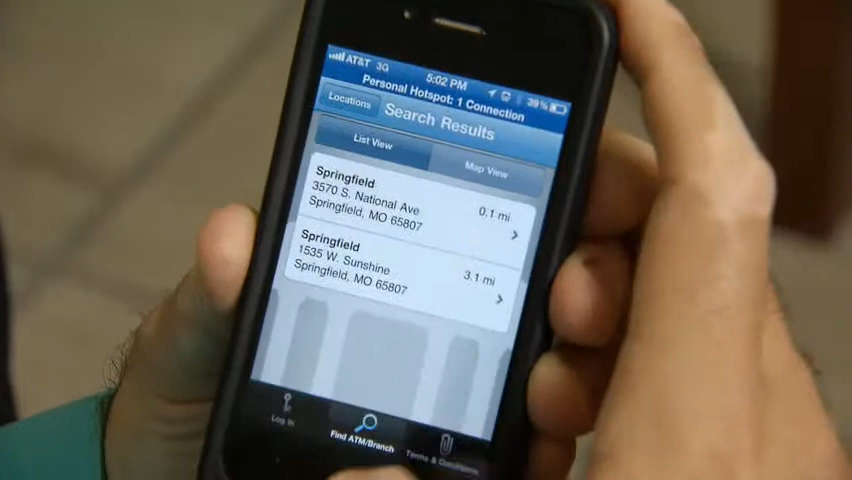 AT&T 3G 5:02 PM 39%
Personal Hotspot: 1 Connection
Locations Search Results
List View Map View
Springfield
3570 S. National Ave 0.1 mi
Springfield, MO 65807
Springfield
1535 W. Sunshine 3.1 mi
Springfield, MO 65807
Log In Find ATM/Branch Terms & Conditions